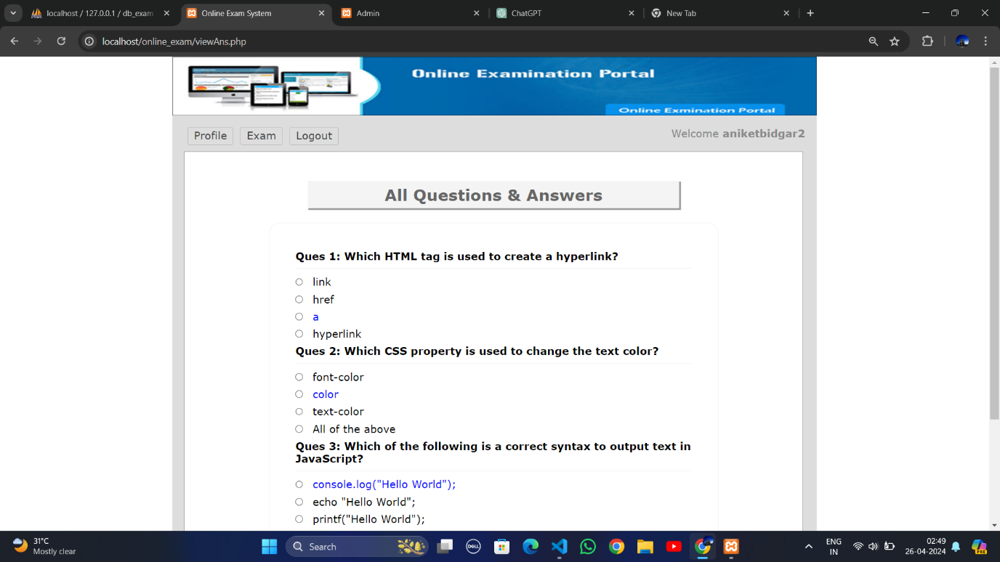 localhost / 127.0.0.1 / db_exam
Online Exam System
Admin
ChatGPT
New Tab
localhost/online_exam/viewAns.php
Online Examination Portal
Online Exmination Portal
Profile
Exam
Logout
Welcome aniketbidgar2
All Questions & Answers
Ques 1: Which HTML tag is used to create a hyperlink?
link
href
a
hyperlink
Ques 2: Which CSS property is used to change the text color?
font-color
color
text-color
All of the above
Ques 3: Which of the following is a correct syntax to output text in
JavaScript?
console.log("Hello World");
echo "Hello World";
printf("Hello World");
31°C
Mostly clear
Search
DELL
ENG
IN
02:49
26-04-2024
PRE